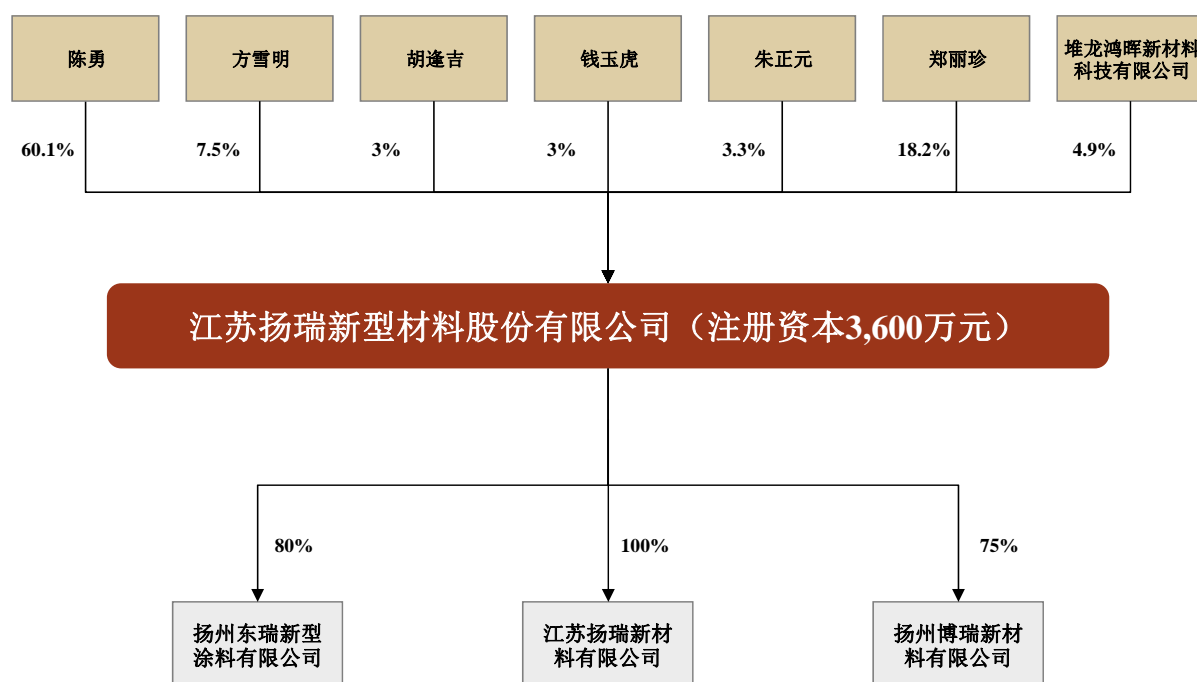 陈勇
方雪明
胡逢吉
钱玉虎
朱正元
郑丽珍
堆龙鸿晖新材料
科技有限公司
60.1%
7.5%
3%
3%
3.3%
18.2%
4.9%
江苏扬瑞新型材料股份有限公司（注册资本3,600万元）
80%
100%
75%
扬州东瑞新型
涂料有限公司
江苏扬瑞新材
料有限公司
扬州博瑞新材
料有限公司